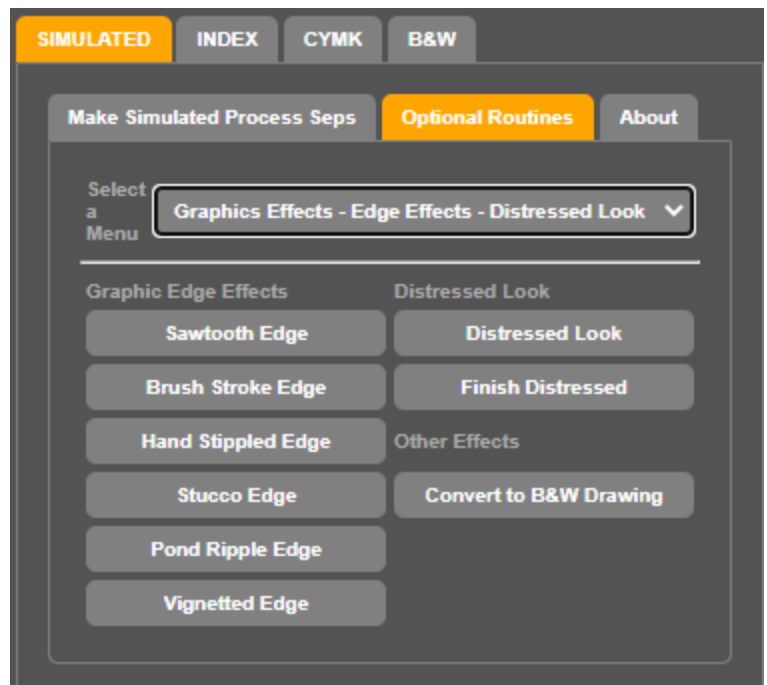 SIMULATED INDEX CYMK B&W
Make Simulated Process Seps Optional Routines About
Select
a
Menu
Graphics Effects - Edge Effects - Distressed Look
Graphic Edge Effects Distressed Look
Sawtooth Edge Distressed Look
Brush Stroke Edge Finish Distressed
Hand Stippled Edge Other Effects
Stucco Edge Convert to B&W Drawing
Pond Ripple Edge
Vignetted Edge